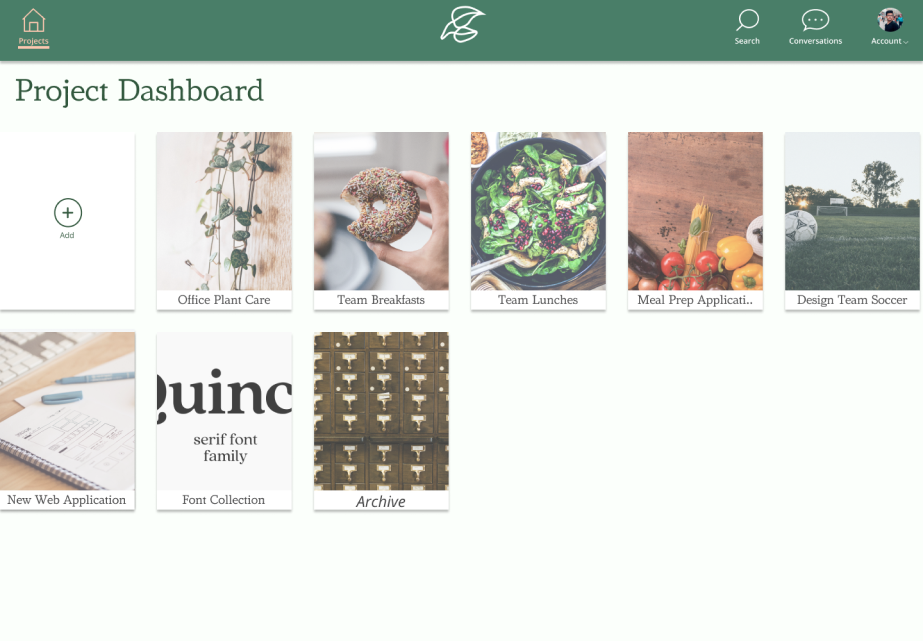 Projects
Search
Conversations
Account
Project Dashboard
Add
Office Plant Care
Team Breakfasts
Team Lunches
Meal Prep Applicati..
Design Team Soccer
Quinc
serif font
family
New Web Application
Font Collection
Archive